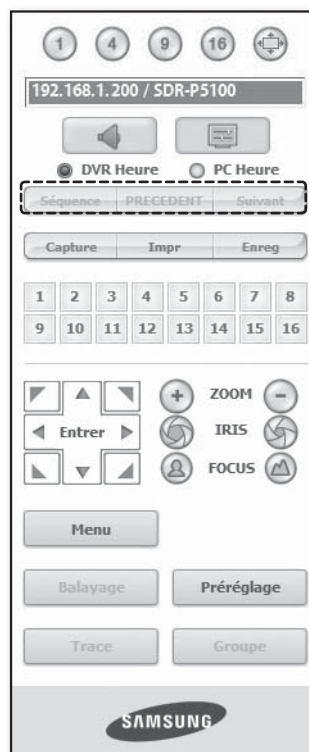 1 4 9 16
192.168.1.200 / SDR-P5100
DVR Heure PC Heure
Séquence PRECEDENT Suivant
Capture Impr Enreg
1 2 3 4 5 6 7 8
9 10 11 12 13 14 15 16
ZOOM
Entrer IRIS
FOCUS
Menu
Balayage Préréglage
Trace Groupe
SAMSUNG